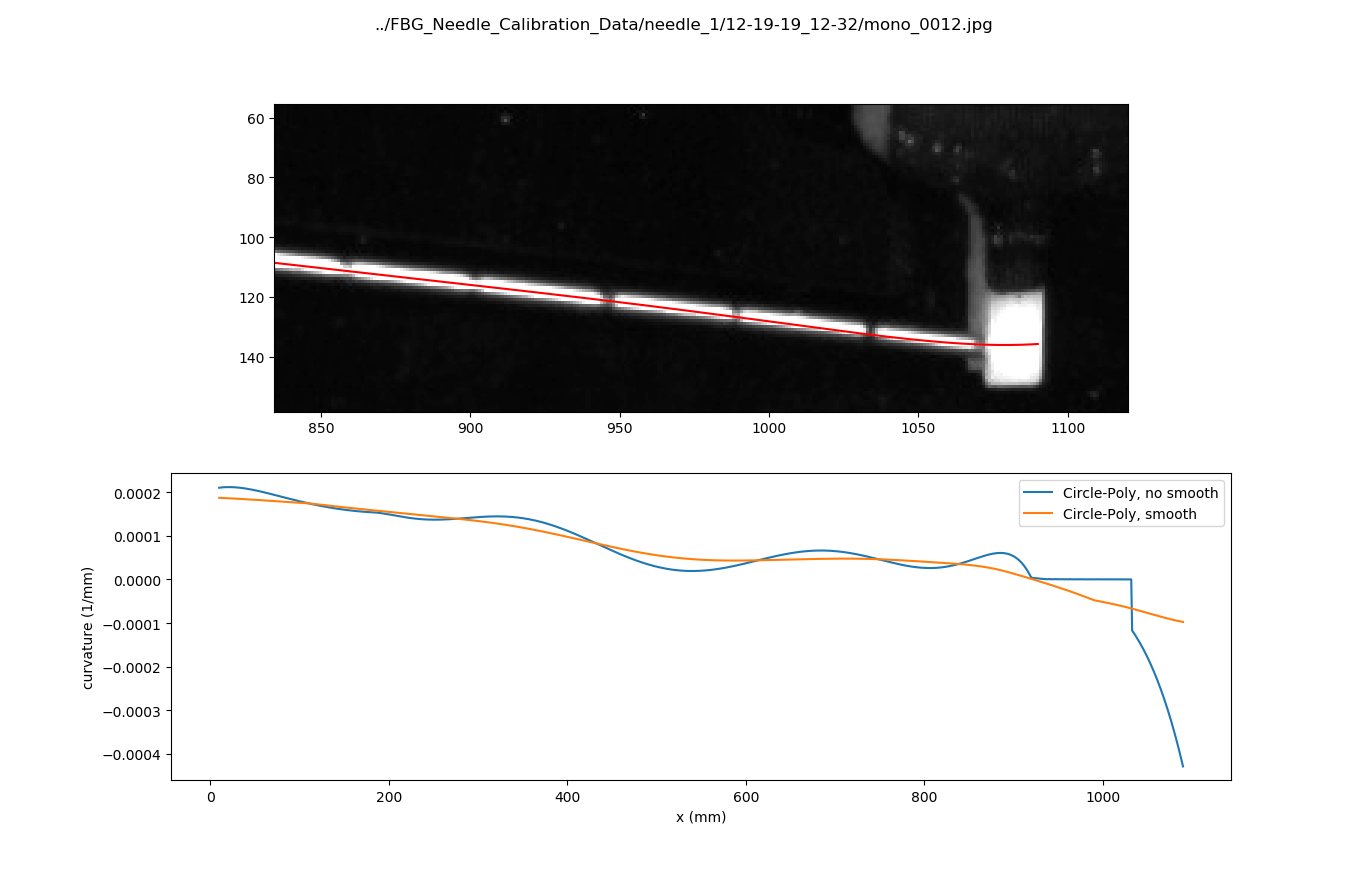 ../FBG_Needle_Calibration_Data/needle_1/12-19-19_12-32/mono_0012.jpg
60
80
100
120
140
850 900 950 1000 1050 1100
Circle-Poly, no smooth
Circle-Poly, smooth
0.0002
0.0001
0.0000
−0.0001
−0.0002
−0.0003
−0.0004
curvature (1/mm)
0 200 400 600 800 1000
x (mm)